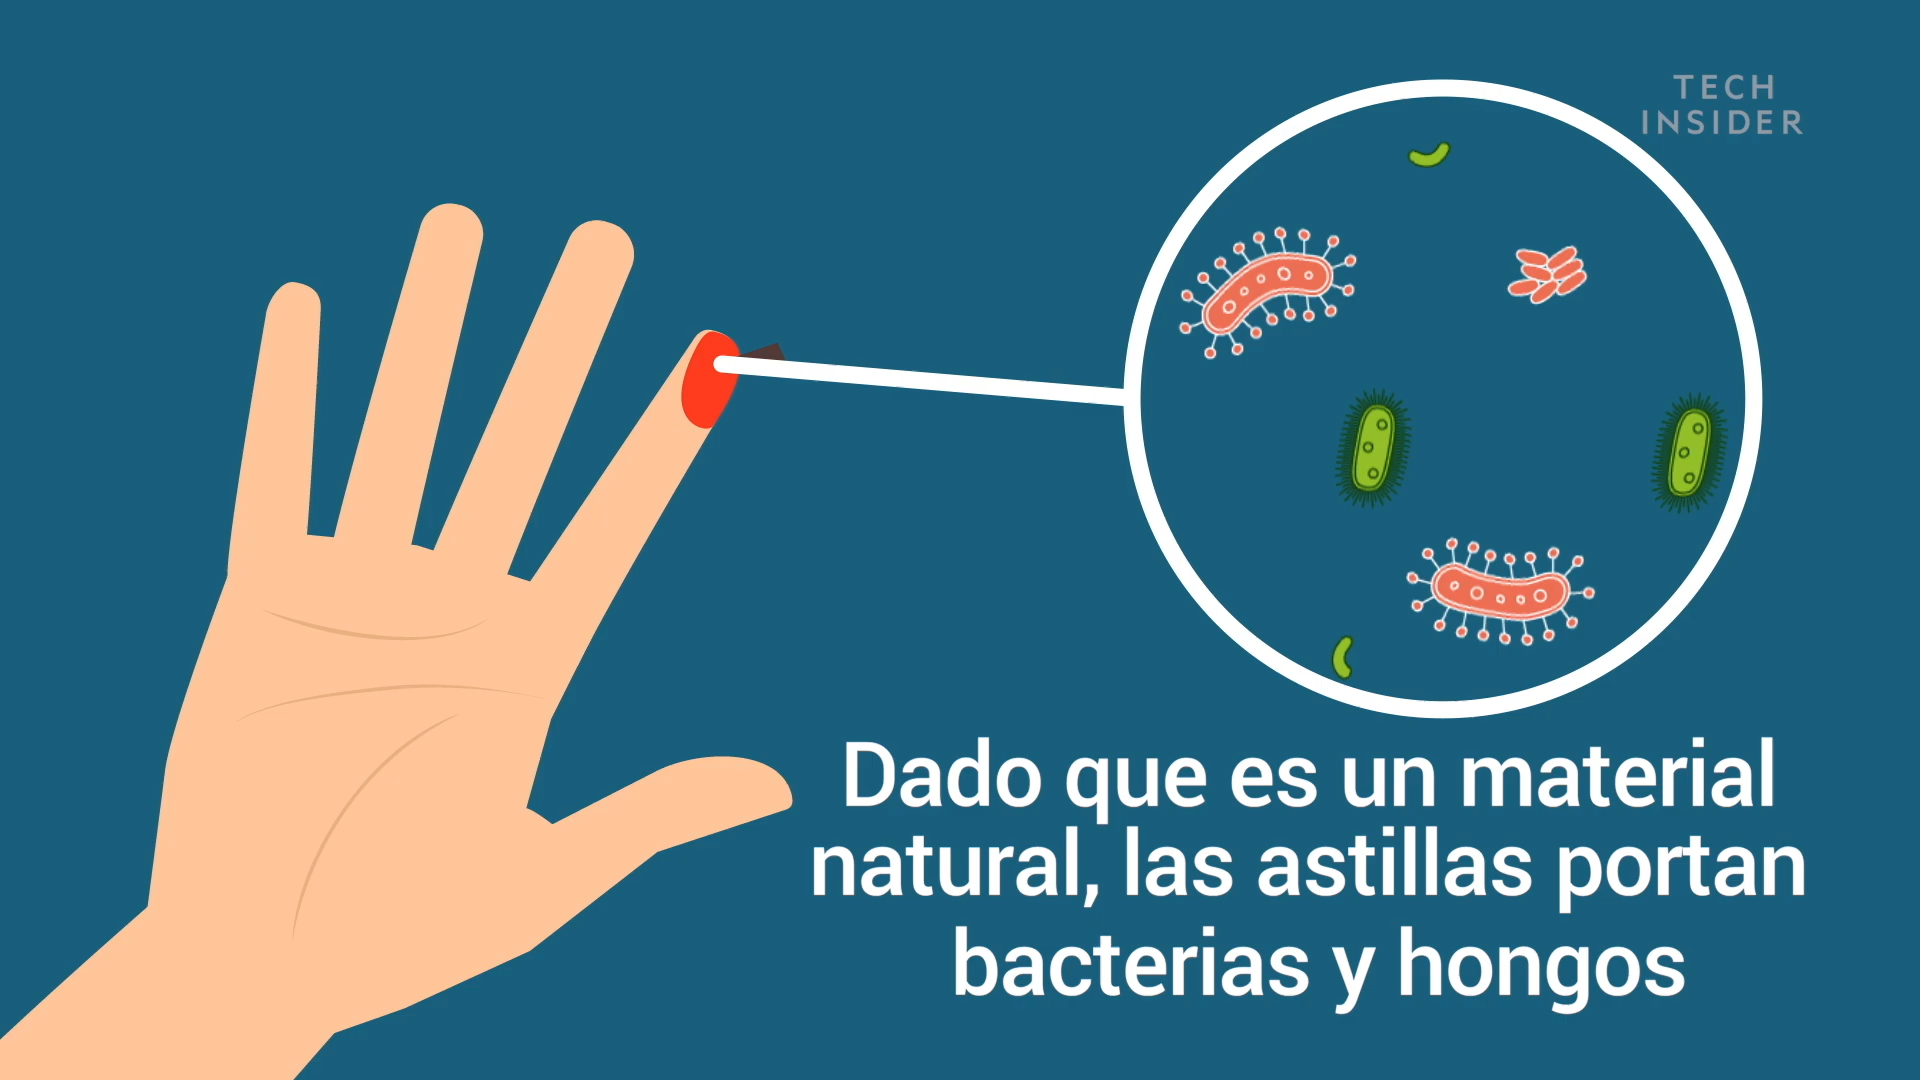 TECH
INSIDER
Dado que es un material
natural, las astillas portan
bacterias y hongos